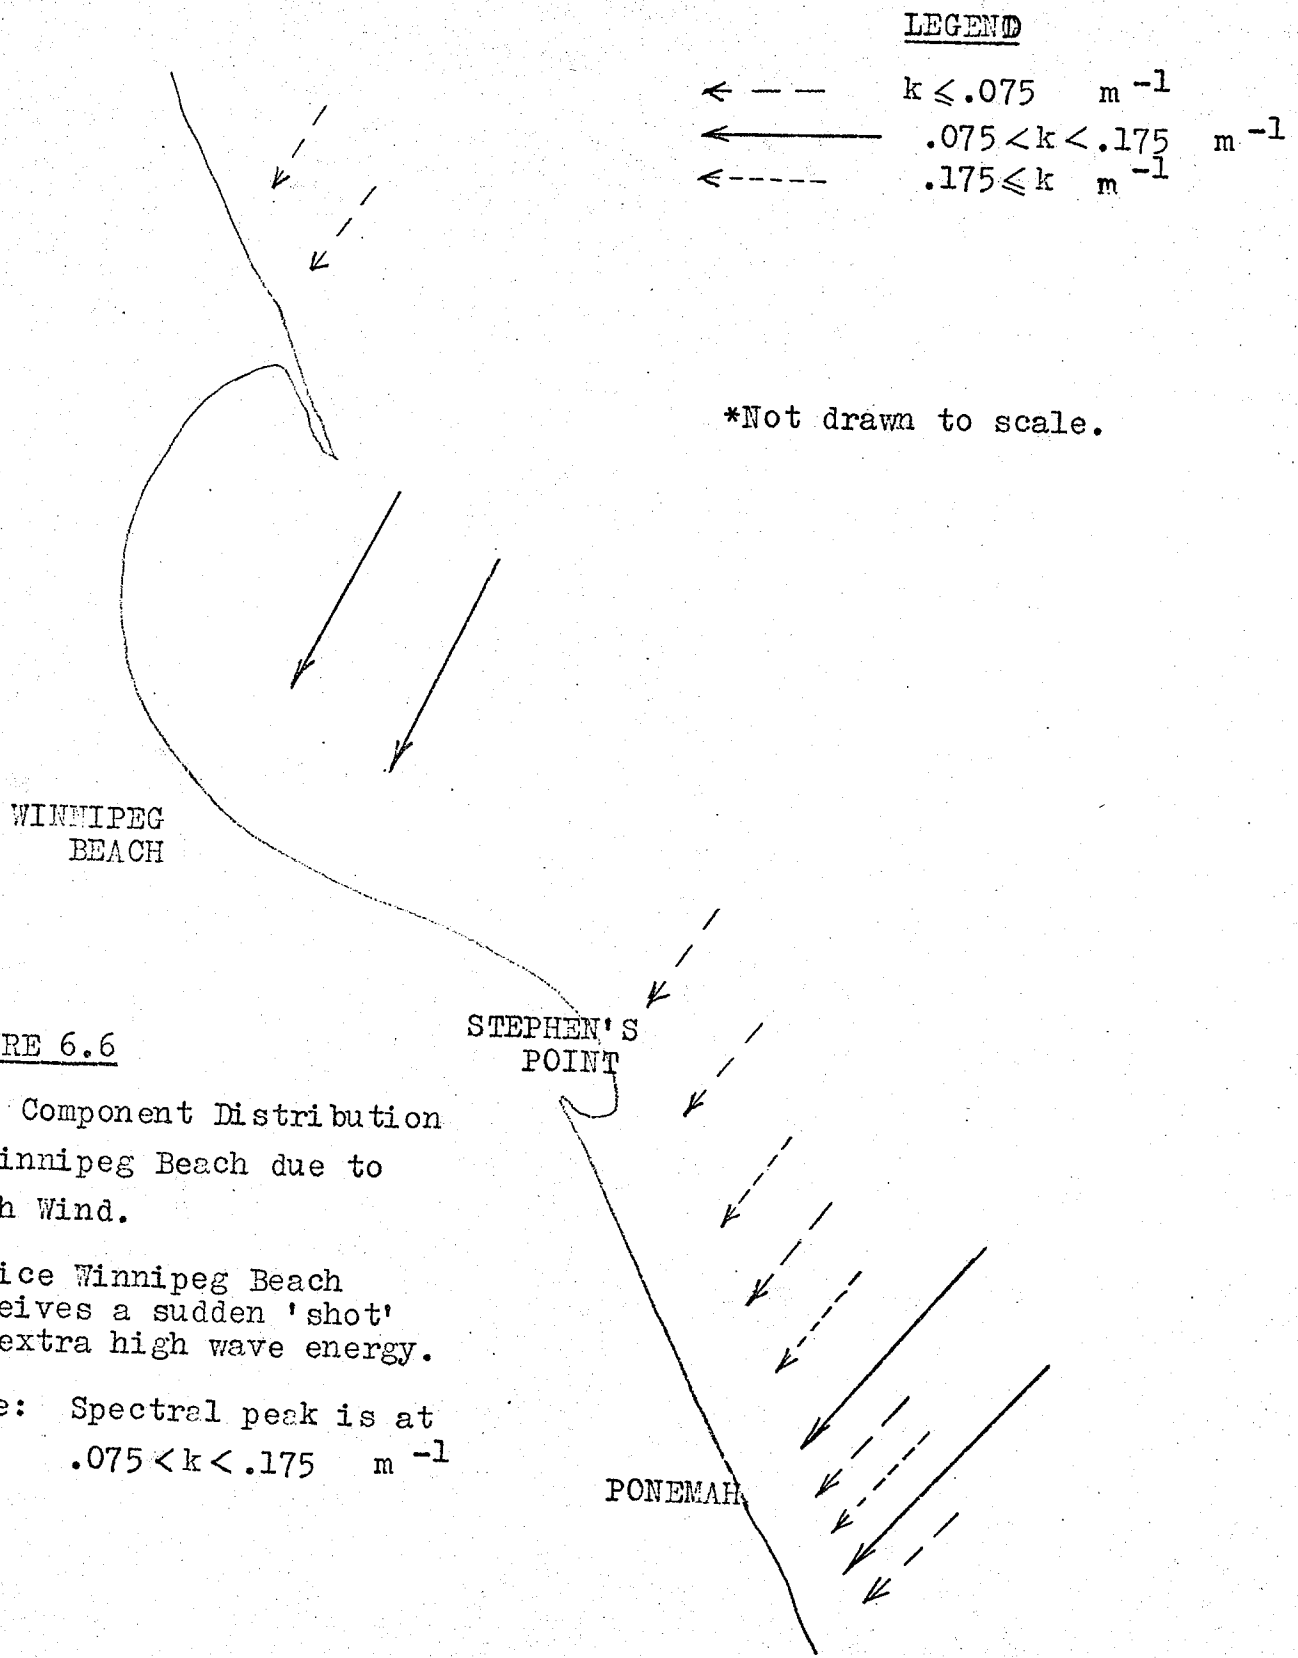 LEGEND
k ⩽ .075 m -1
.075 < k < .175 m -1
.175 ⩽ k m -1
*Not drawn to scale.
WINNIPEG
BEACH
STEPHEN'S
POINT
RE 6.6
Component Distribution
innipeg Beach due to
h Wind.
ice Winnipeg Beach
eives a sudden 'shot'
extra high wave energy.
e: Spectral peak is at
.075 < k < .175 m -1
PONEMAH